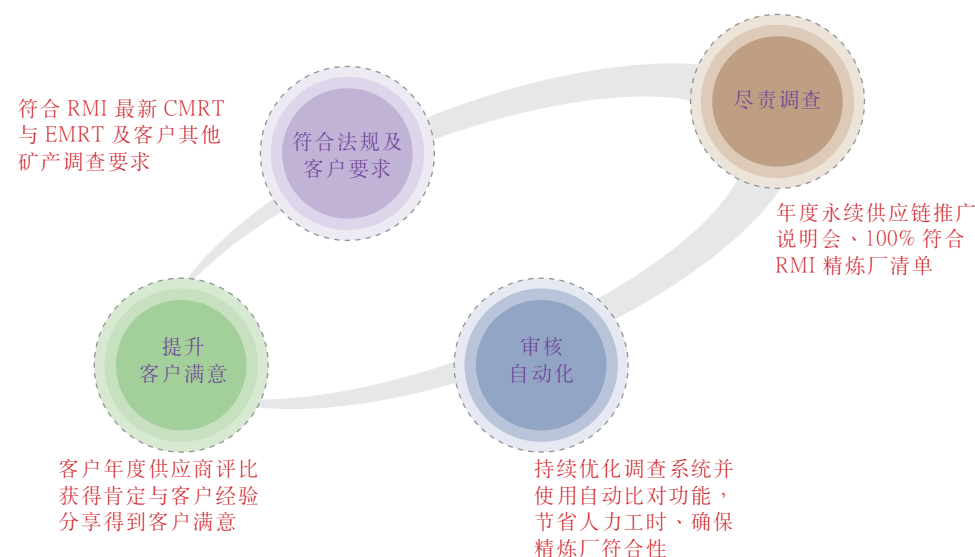 符合 RMI 最新 CMRT
与 EMRT 及客户其他
矿产调查要求
符合法规及
客户要求
尽责调查
年度永续供应链推广
说明会、100% 符合
RMI 精炼厂清单
提升
客户满意
客户年度供应商评比
获得肯定与客户经验
分享得到客户满意
审核
自动化
持续优化调查系统并
使用自动比对功能，
节省人力工时、确保
精炼厂符合性